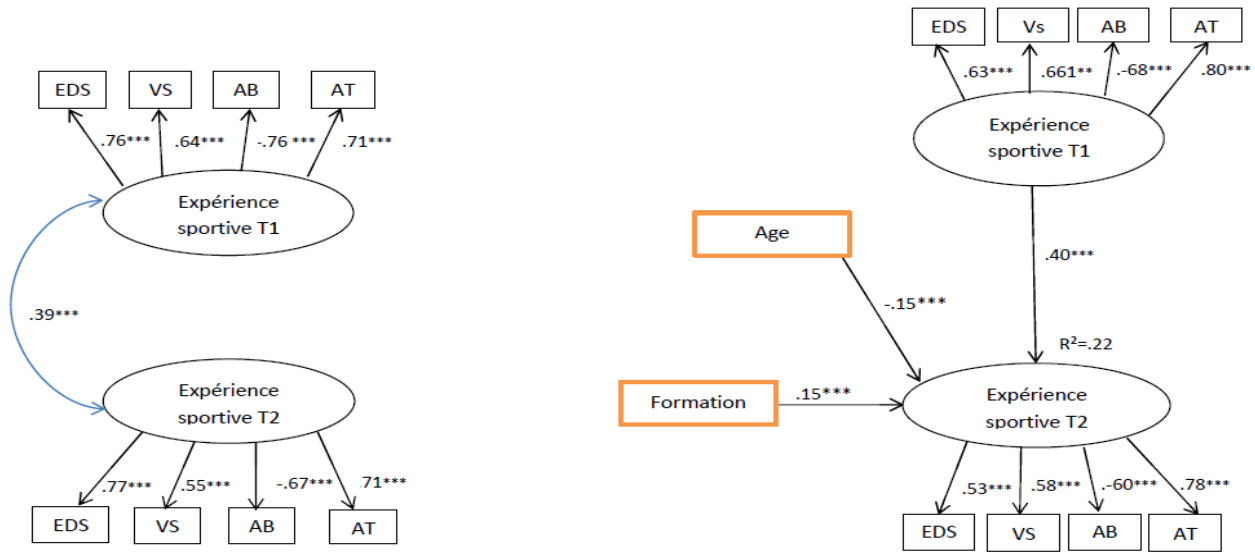 EDS VS AB AT
.76*** .64*** -.76 *** .71***
Expérience
sportive T1
.39***
Expérience
sportive T2
.77*** .55*** -.67*** .71***
EDS VS AB AT
EDS Vs AB AT
.63*** .661** .-68*** .80***
Expérience
sportive T1
Age
.40***
-.15***
R²=.22
Formation
.15***
Expérience
sportive T2
.53*** .58*** .-60*** .78***
EDS VS AB AT